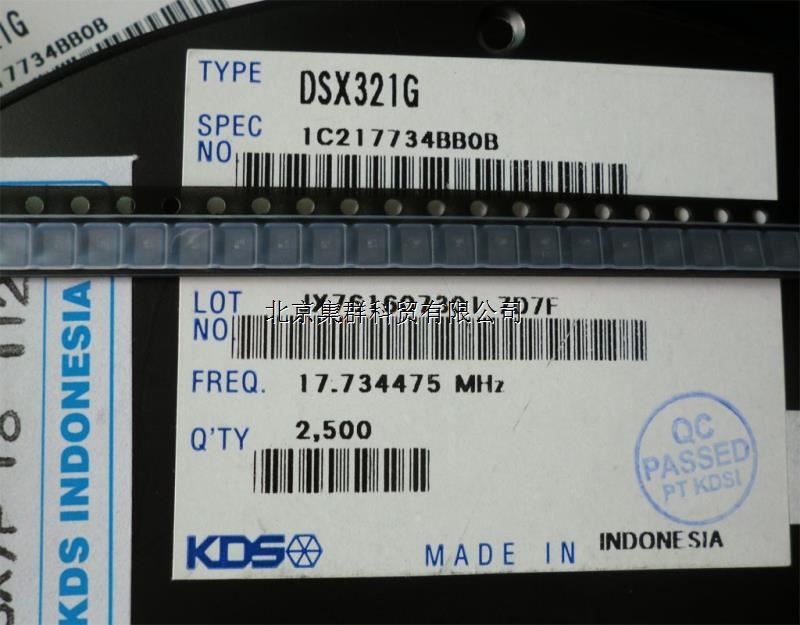 17734BB0B
TYPE DSX321G
SPEC NO. 1C217734BB0B
LOT NO.
北京集群科贸有限公司
FREQ. 17.734475 MHz
Q'TY 2,500
QC
PASSED
PT KDSI
KDS
MADE IN INDONESIA
KDS INDONESIA